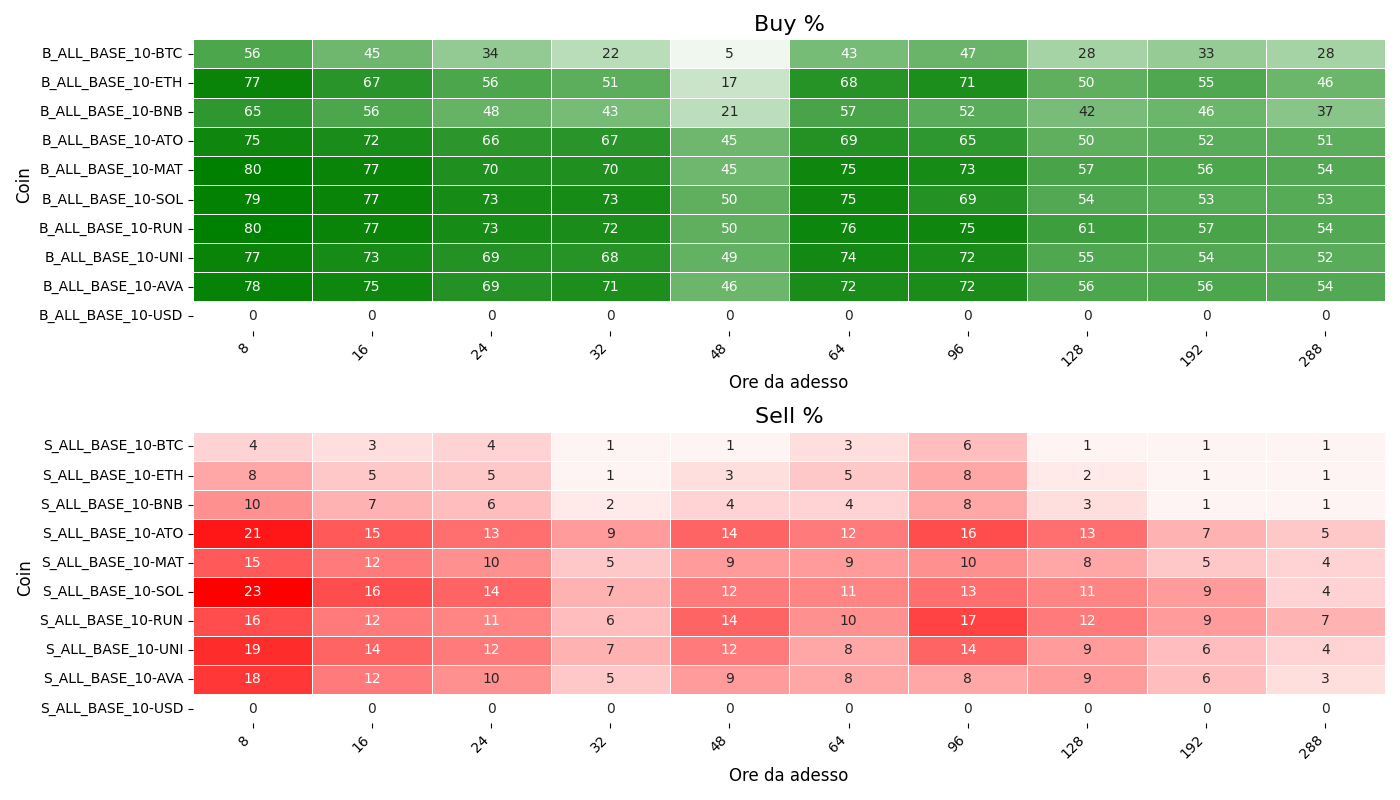 Buy %
Coin
B_ALL_BASE_10-BTC 56 45 34 22 5 43 47 28 33 28
B_ALL_BASE_10-ETH 77 67 56 51 17 68 71 50 55 46
B_ALL_BASE_10-BNB 65 56 48 43 21 57 52 42 46 37
B_ALL_BASE_10-ATO 75 72 66 67 45 69 65 50 52 51
B_ALL_BASE_10-MAT 80 77 70 70 45 75 73 57 56 54
B_ALL_BASE_10-SOL 79 77 73 73 50 75 69 54 53 53
B_ALL_BASE_10-RUN 80 77 73 72 50 76 75 61 57 54
B_ALL_BASE_10-UNI 77 73 69 68 49 74 72 55 54 52
B_ALL_BASE_10-AVA 78 75 69 71 46 72 72 56 56 54
B_ALL_BASE_10-USD 0 0 0 0 0 0 0 0 0 0
8 16 24 32 48 64 96 128 192 288
Ore da adesso
Sell %
Coin
S_ALL_BASE_10-BTC 4 3 4 1 1 3 6 1 1 1
S_ALL_BASE_10-ETH 8 5 5 1 3 5 8 2 1 1
S_ALL_BASE_10-BNB 10 7 6 2 4 4 8 3 1 1
S_ALL_BASE_10-ATO 21 15 13 9 14 12 16 13 7 5
S_ALL_BASE_10-MAT 15 12 10 5 9 9 10 8 5 4
S_ALL_BASE_10-SOL 23 16 14 7 12 11 13 11 9 4
S_ALL_BASE_10-RUN 16 12 11 6 14 10 17 12 9 7
S_ALL_BASE_10-UNI 19 14 12 7 12 8 14 9 6 4
S_ALL_BASE_10-AVA 18 12 10 5 9 8 8 9 6 3
S_ALL_BASE_10-USD 0 0 0 0 0 0 0 0 0 0
8 16 24 32 48 64 96 128 192 288
Ore da adesso